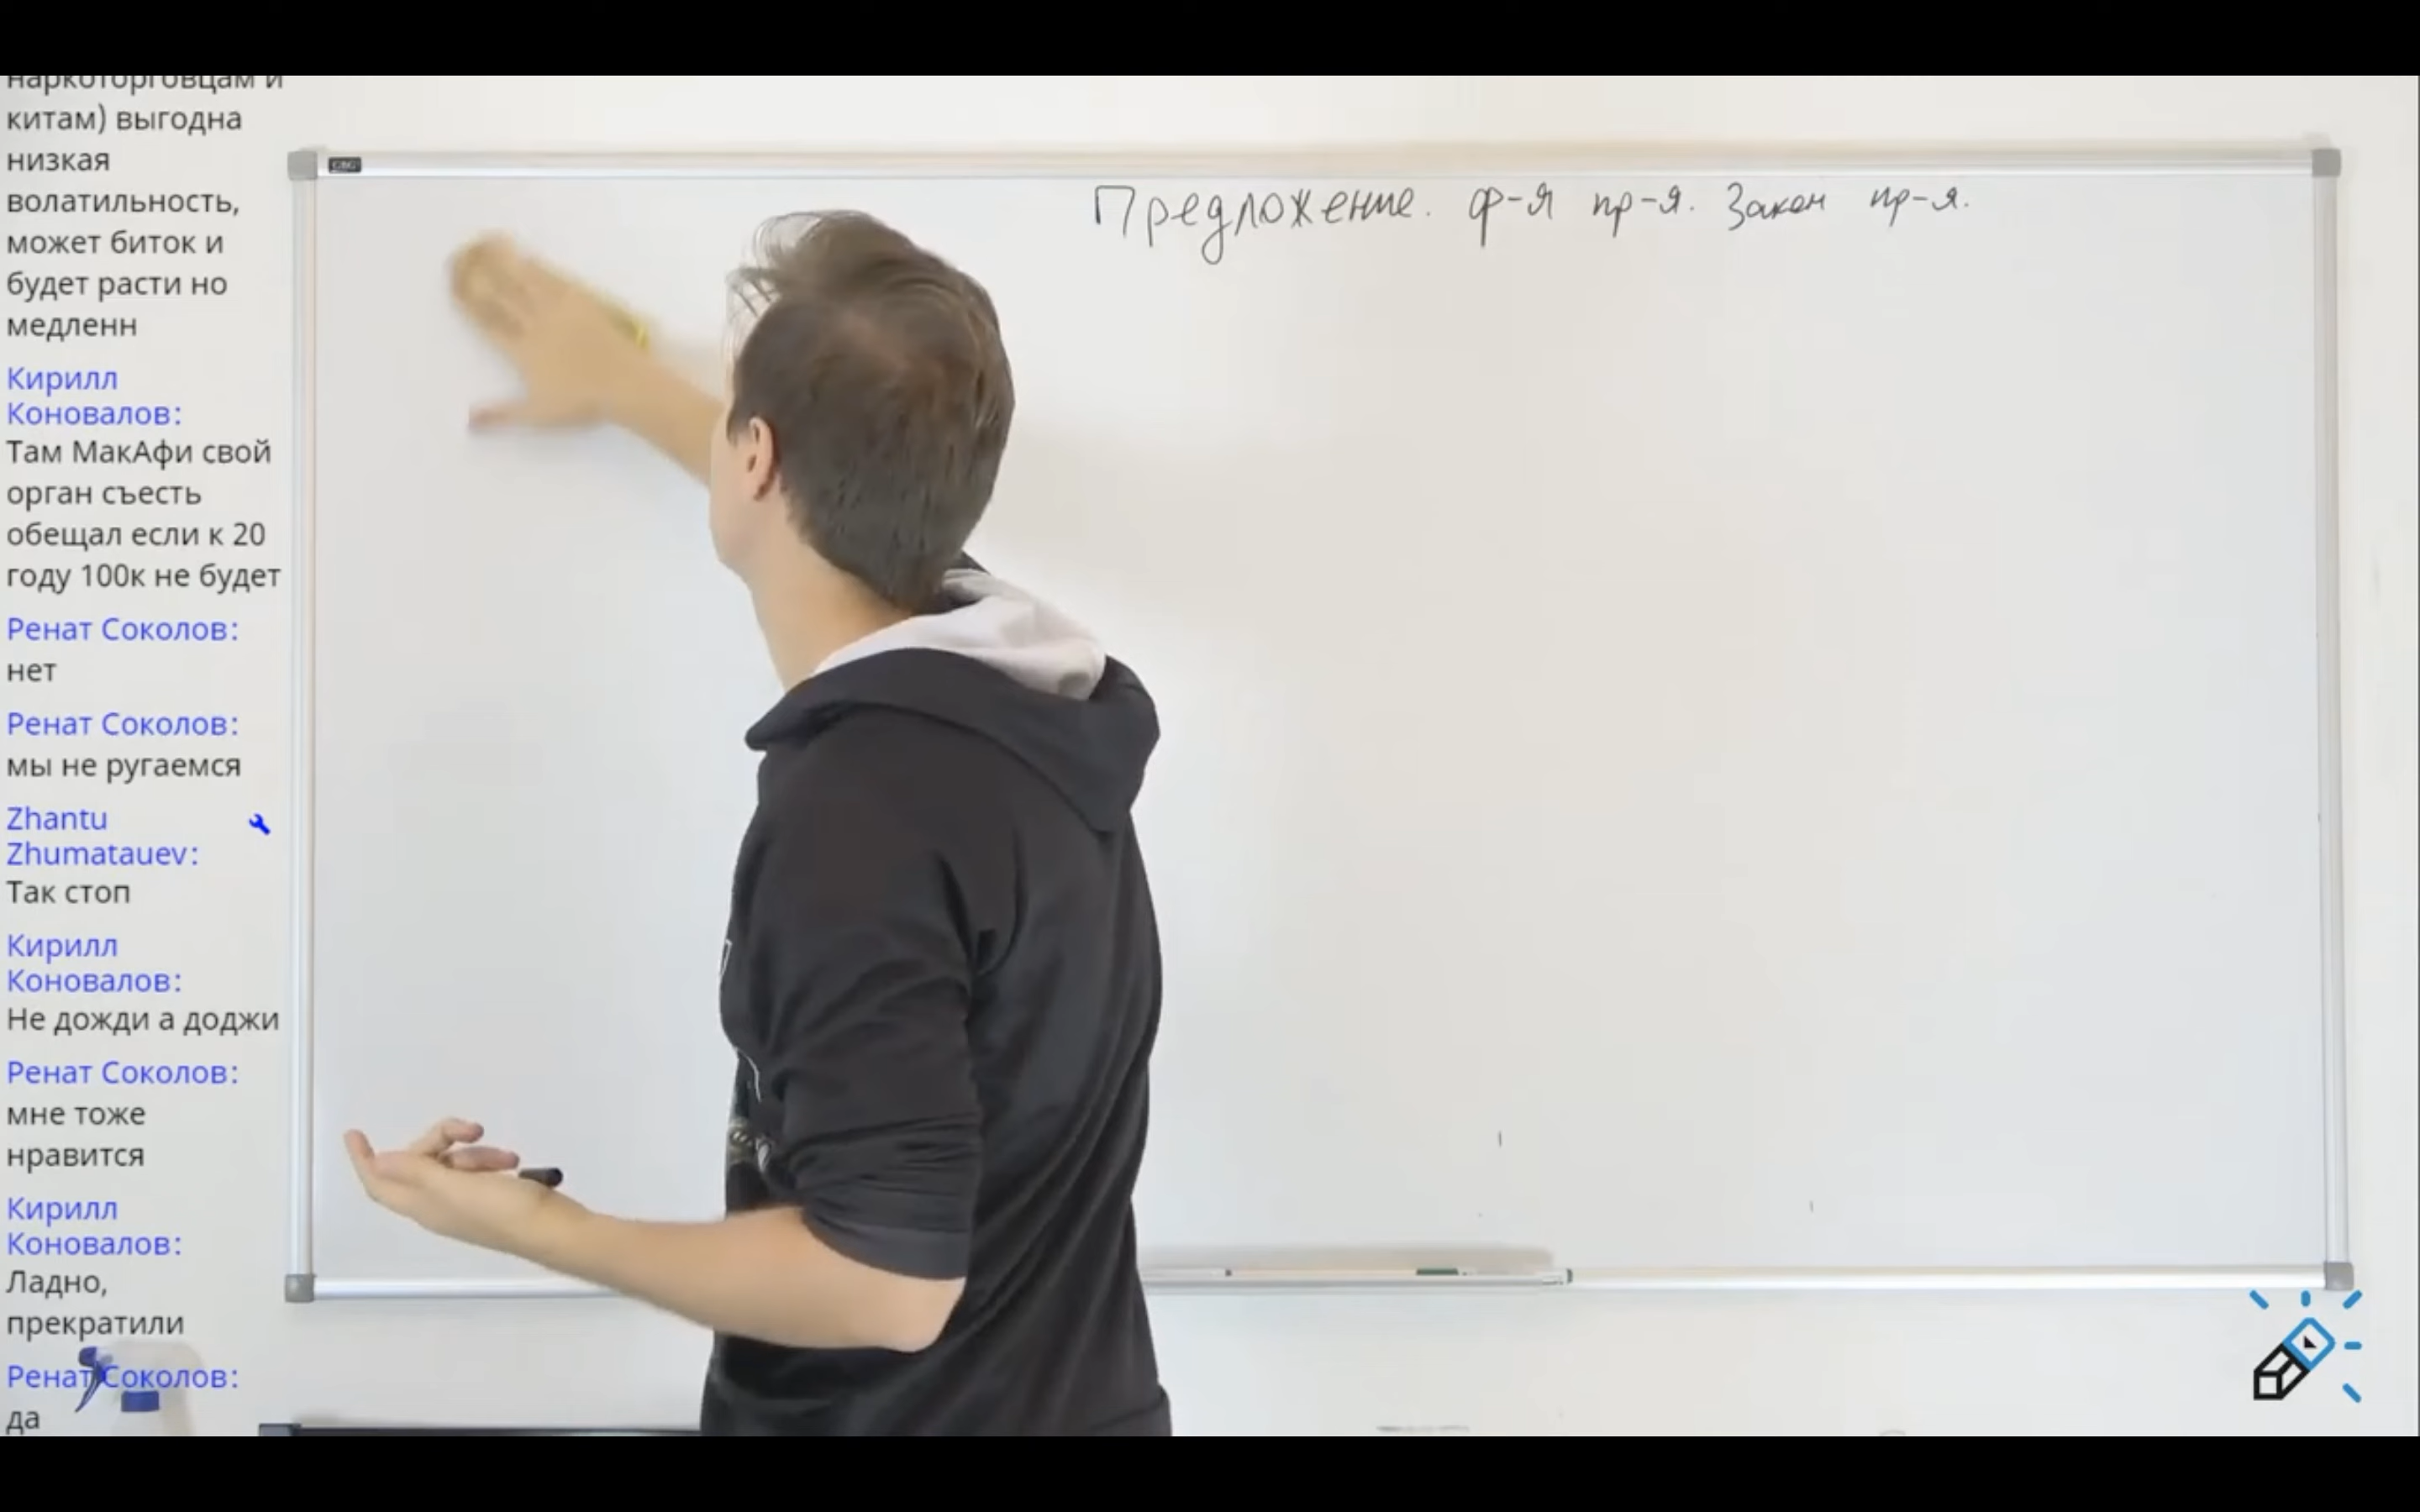 наркоторговцам и
китам) выгодна
низкая
волатильность,
может биток и
будет расти но
медленн
Кирилл
Коновалов:
Там МакАфи свой
орган съесть
обещал если к 20
году 100к не будет
Ренат Соколов:
нет
Ренат Соколов:
мы не ругаемся
Zhantu
Zhumatauev:
Так стоп
Кирилл
Коновалов:
Не дожди а доджи
Ренат Соколов:
мне тоже
нравится
Кирилл
Коновалов:
Ладно,
прекратили
Ренат Соколов:
да
Предложение. ф-я пр-я. Закон пр-я.